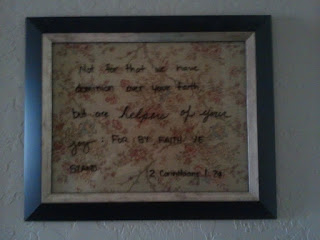 Not for that we have
dominion over your faith,
but are helpers of your
joy: FOR BY FAITH YE
STAND.
2 Corinthians 1:24